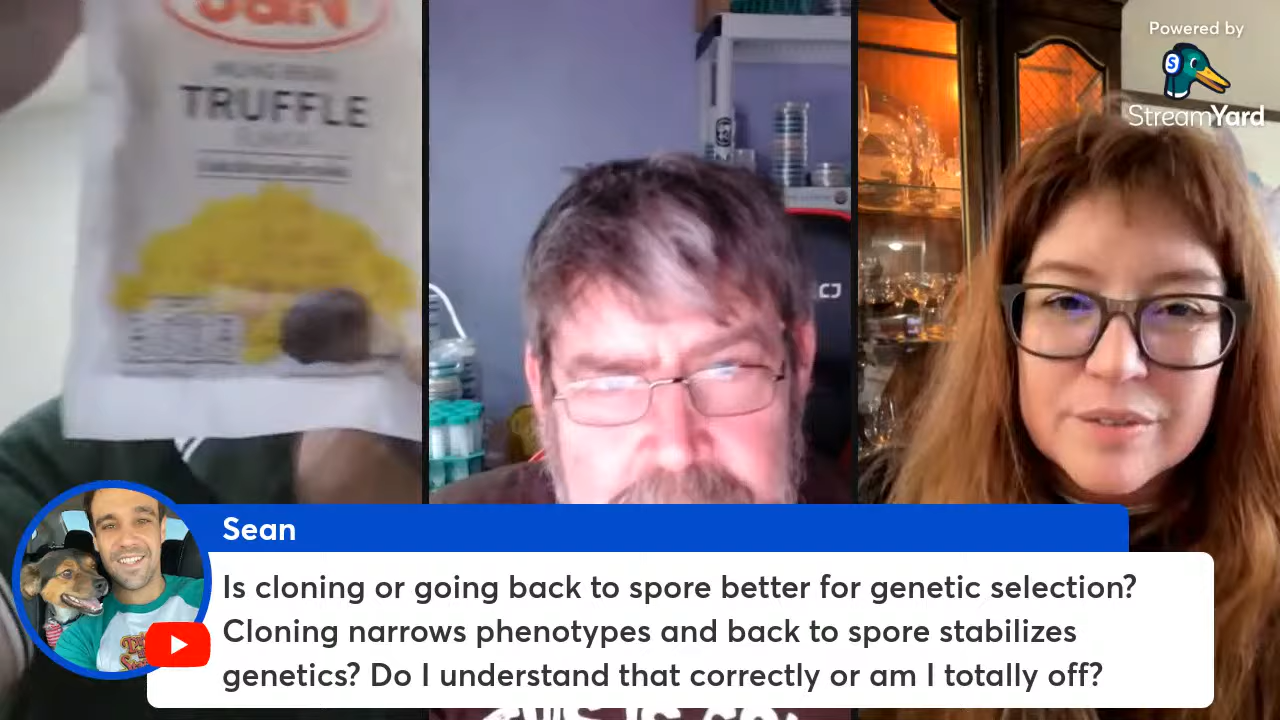 J&N
TRUFFLE
Powered by
StreamYard
Sean
Is cloning or going back to spore better for genetic selection?
Cloning narrows phenotypes and back to spore stabilizes
genetics? Do I understand that correctly or am I totally off?